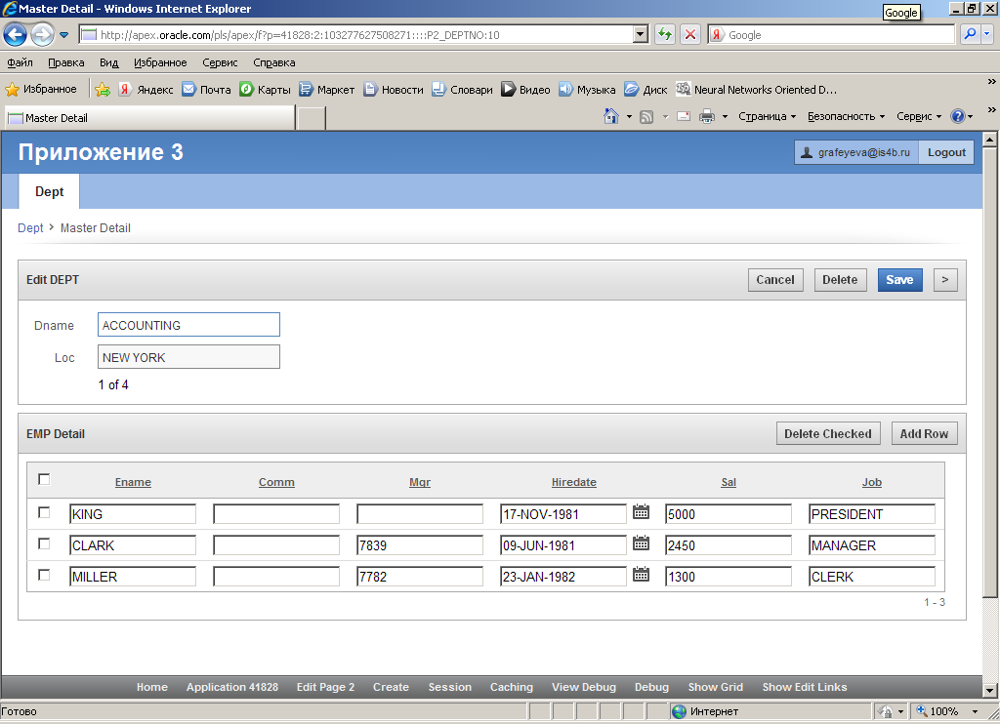 Master Detail - Windows Internet Explorer
Google
http://apex.oracle.com/pls/apex/f?p=41828:2:103277627508271::::P2_DEPTNO:10
Google
Файл Правка Вид Избранное Сервис Справка
Избранное Яндекс Почта Карты Маркет Новости Словари Видео Музыка Диск Neural Networks Oriented D... »
Master Detail
Страница Безопасность Сервис »
Приложение 3
grafeyeva@is4b.ru Logout
Dept
Dept > Master Detail
Edit DEPT Cancel Delete Save >
Dname ACCOUNTING
Loc NEW YORK
1 of 4
EMP Detail Delete Checked Add Row
Ename Comm Mgr Hiredate Sal Job
KING 17-NOV-1981 5000 PRESIDENT
CLARK 7839 09-JUN-1981 2450 MANAGER
MILLER 7782 23-JAN-1982 1300 CLERK
1 - 3
Home Application 41828 Edit Page 2 Create Session Caching View Debug Debug Show Grid Show Edit Links
Готово Интернет 100%